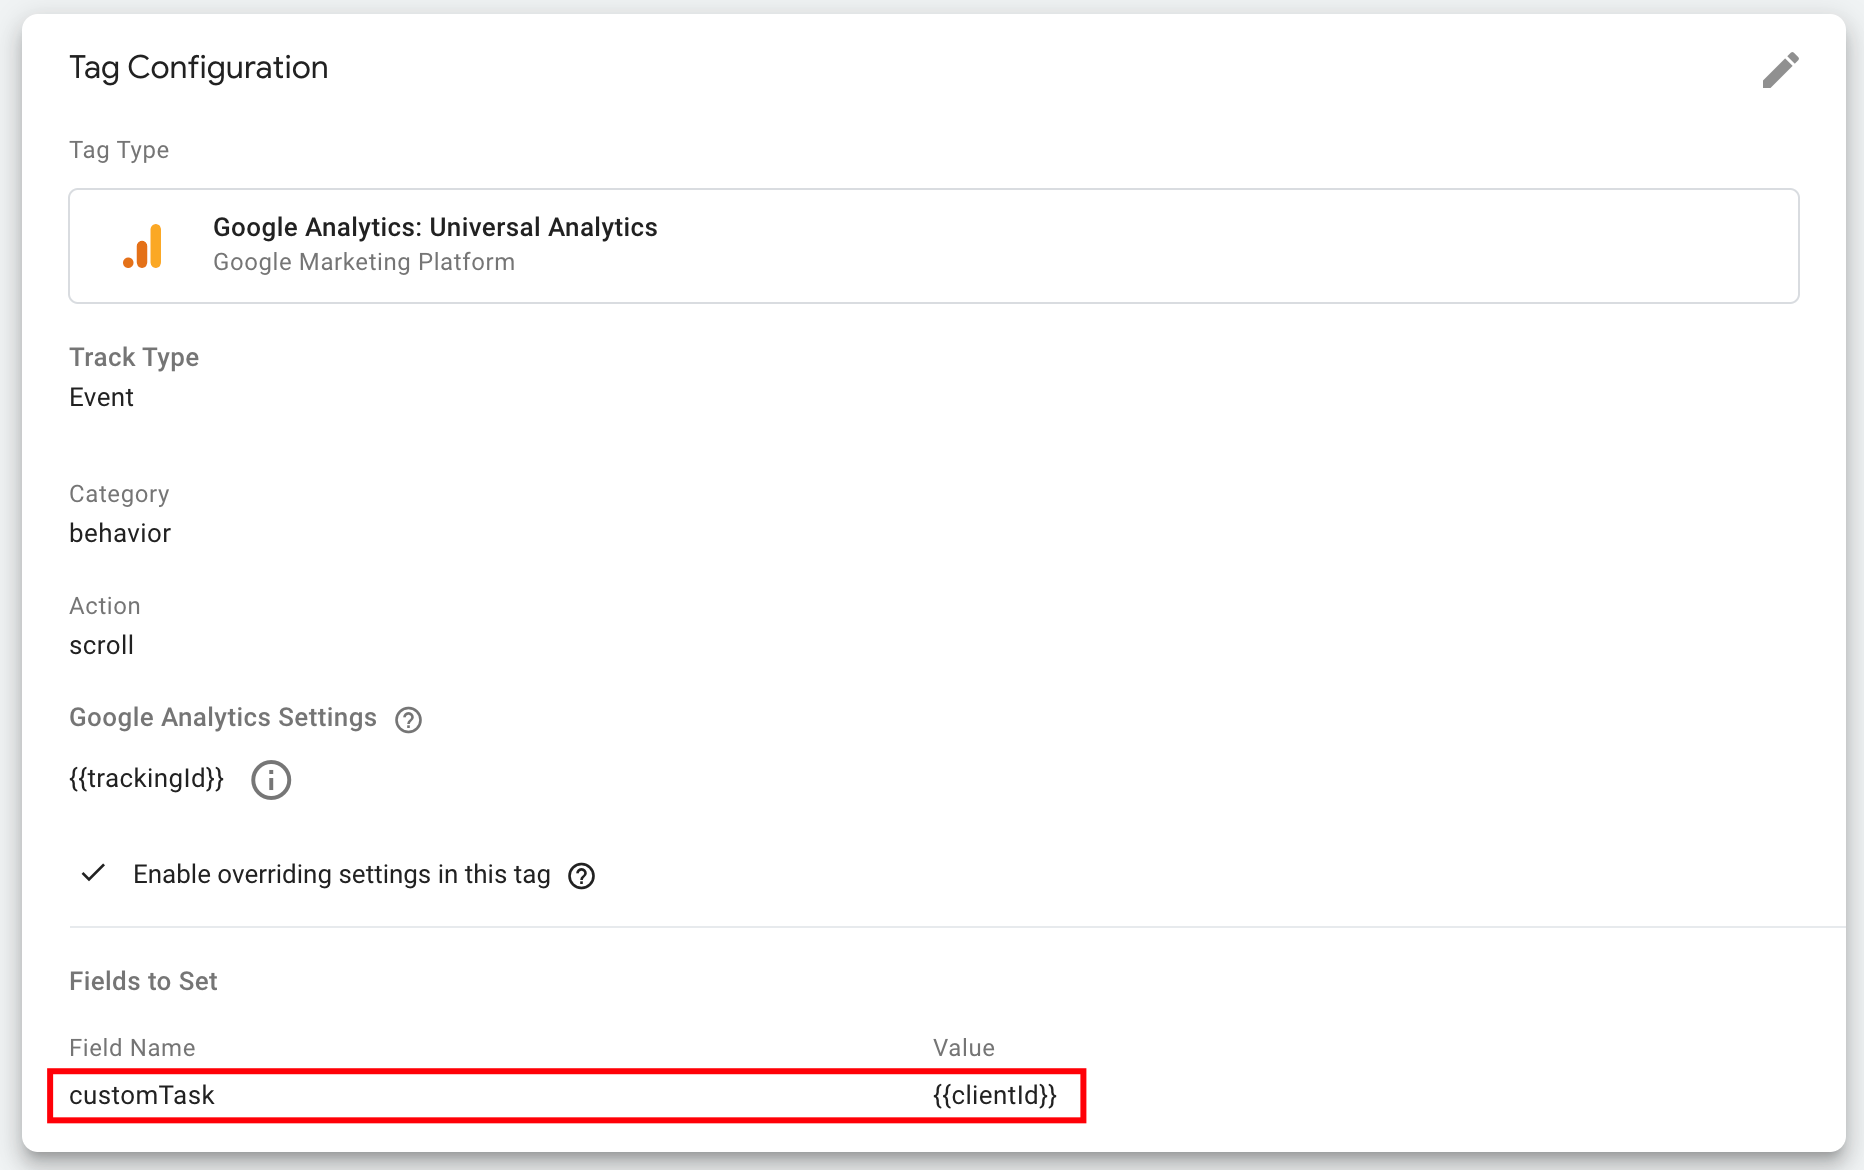 Tag Configuration
Tag Type
Google Analytics: Universal Analytics
Google Marketing Platform
Track Type
Event
Category
behavior
Action
scroll
Google Analytics Settings
{{trackingId}}
Enable overriding settings in this tag
Fields to Set
Field Name Value
customTask {{clientId}}